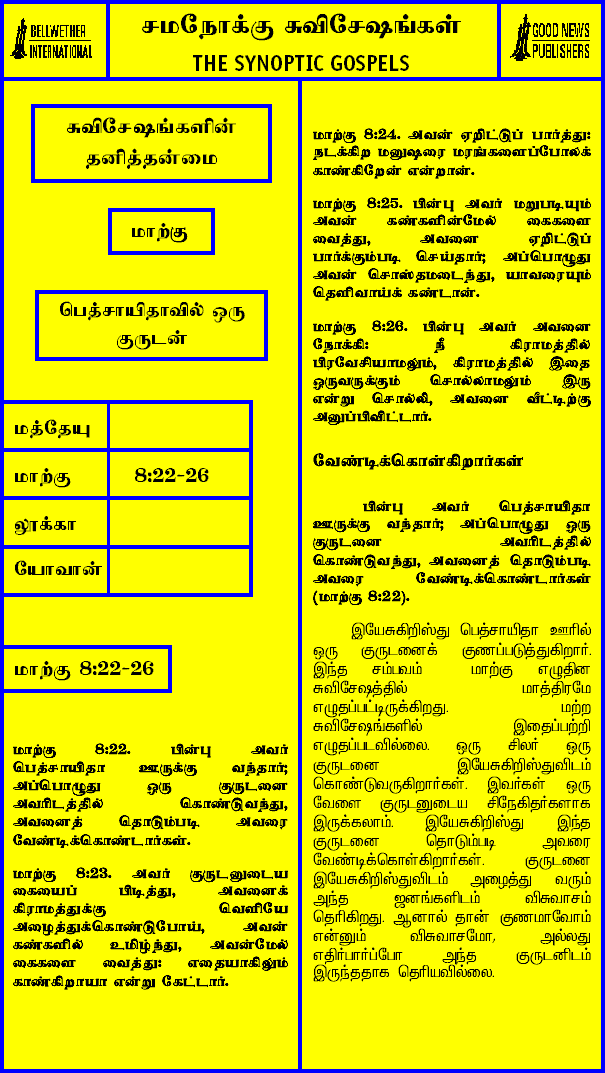 BELLWETHER
INTERNATIONAL
சமநோக்கு சுவிசேஷங்கள்
THE SYNOPTIC GOSPELS
GOOD NEWS
PUBLISHERS
சுவிசேஷங்களின்
தனித்தன்மை
மாற்கு
பெத்சாயிதாவில் ஒரு
குருடன்
மத்தேயு
மாற்கு 8:22-26
லூக்கா
யோவான்
மாற்கு 8:22-26
மாற்கு 8:22. பின்பு அவர்
பெத்சாயிதா ஊருக்கு வந்தார்;
அப்பொழுது ஒரு குருடனை
அவரிடத்தில் கொண்டுவந்து,
அவனைத் தொடும்படி அவரை
வேண்டிக்கொண்டார்கள்.
மாற்கு 8:23. அவர் குருடனுடைய
கையைப் பிடித்து, அவனைக்
கிராமத்துக்கு வெளியே
அழைத்துக்கொண்டுபோய், அவன்
கண்களில் உமிழ்ந்து, அவன்மேல்
கைகளை வைத்து: எதையாகிலும்
காண்கிறாயா என்று கேட்டார்.
மாற்கு 8:24. அவன் ஏறிட்டுப் பார்த்து:
நடக்கிற மனுஷரை மரங்களைப்போலக்
காண்கிறேன் என்றான்.
மாற்கு 8:25. பின்பு அவர் மறுபடியும்
அவன் கண்களின்மேல் கைகளை
வைத்து, அவனை ஏறிட்டுப்
பார்க்கும்படி செய்தார்; அப்பொழுது
அவன் சொஸ்தமடைந்து, யாவரையும்
தெளிவாய்க் கண்டான்.
மாற்கு 8:26. பின்பு அவர் அவனை
நோக்கி: நீ கிராமத்தில்
பிரவேசியாமலும், கிராமத்தில் இதை
ஒருவருக்கும் சொல்லாமலும் இரு
என்று சொல்லி, அவனை வீட்டிற்கு
அனுப்பிவிட்டார்.
வேண்டிக்கொள்கிறார்கள்
பின்பு அவர் பெத்சாயிதா
ஊருக்கு வந்தார்; அப்பொழுது ஒரு
குருடனை அவரிடத்தில்
கொண்டுவந்து, அவனைத் தொடும்படி
அவரை வேண்டிக்கொண்டார்கள்
(மாற்கு 8:22).
இயேசுகிறிஸ்து பெத்சாயிதா ஊரில்
ஒரு குருடனைக் குணப்படுத்துகிறார்.
இந்த சம்பவம் மாற்கு எழுதின
சுவிசேஷத்தில் மாத்திரமே
எழுதப்பட்டிருக்கிறது. மற்ற
சுவிசேஷங்களில் இதைப்பற்றி
எழுதப்படவில்லை. ஒரு சிலர் ஒரு
குருடனை இயேசுகிறிஸ்துவிடம்
கொண்டுவருகிறார்கள். இவர்கள் ஒரு
வேளை குருடனுடைய சிநேகிதர்களாக
இருக்கலாம். இயேசுகிறிஸ்து இந்த
குருடனை தொடும்படி அவரை
வேண்டிக்கொள்கிறார்கள். குருடனை
இயேசுகிறிஸ்துவிடம் அழைத்து வரும்
அந்த ஜனங்களிடம் விசுவாசம்
தெரிகிறது. ஆனால் தான் குணமாவோம்
என்னும் விசுவாசமோ, அல்லது
எதிர்பார்ப்போ அந்த குருடனிடம்
இருந்ததாக தெரியவில்லை.